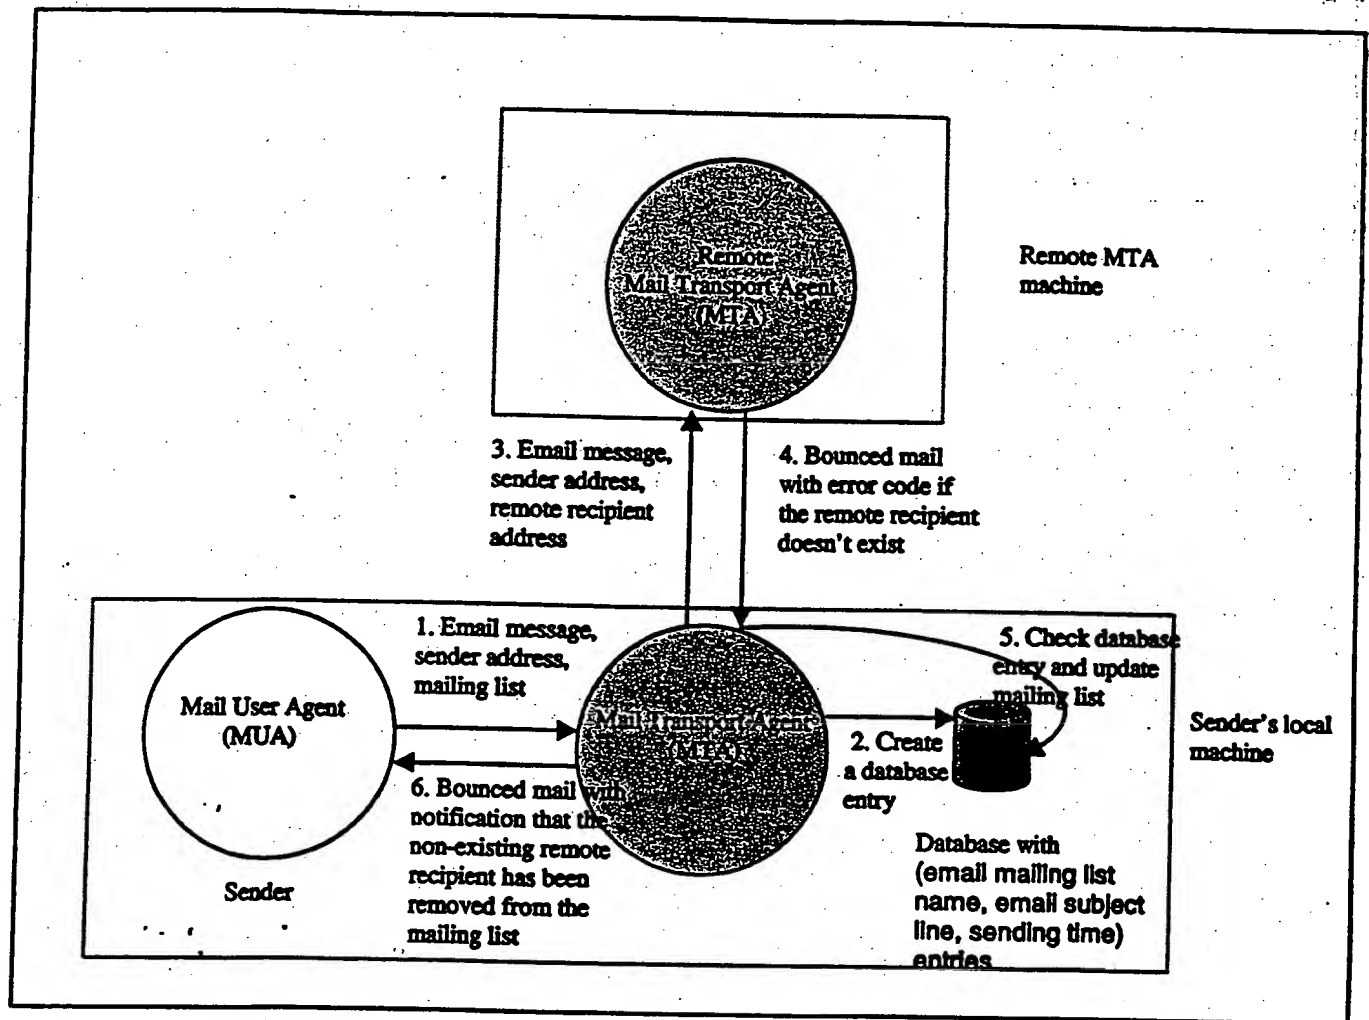 Remote
Mail Transport Agent
(MTA)
Remote MTA
machine
3. Email message,
sender address,
remote recipient
address
4. Bounced mail
with error code if
the remote recipient
doesn't exist
1. Email message,
sender address,
mailing list
5. Check database
entry and update
mailing list
Mail User Agent
(MUA)
Mail Transport Agent
(MTA)
2. Create
a database
entry
Sender's local
machine
6. Bounced mail with
notification that the
non-existing remote
recipient has been
removed from the
mailing list
Sender
Database with
(email mailing list
name, email subject
line, sending time)
entries